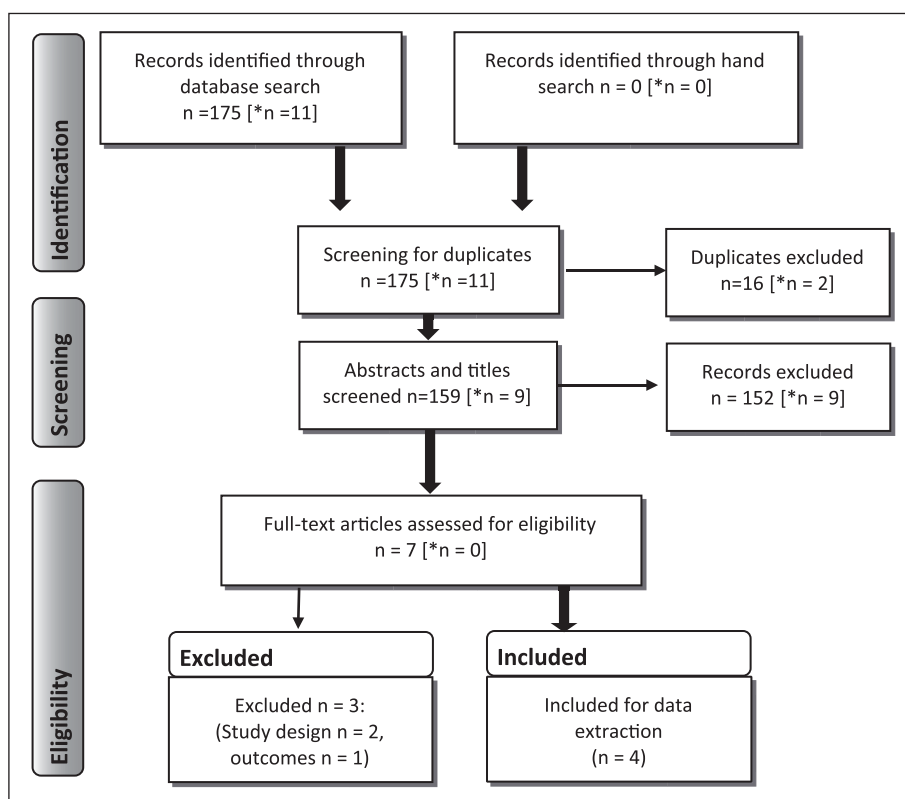 Identification
Records identified through
database search
n =175 [*n =11]
Records identified through hand
search n = 0 [*n = 0]
Screening for duplicates
n =175 [*n =11]
Duplicates excluded
n=16 [*n = 2]
Screening
Abstracts and titles
screened n=159 [*n = 9]
Records excluded
n = 152 [*n = 9]
Eligibility
Full-text articles assessed for eligibility
n = 7 [*n = 0]
Excluded
Excluded n = 3:
(Study design n = 2,
outcomes n = 1)
Included
Included for data
extraction
(n = 4)